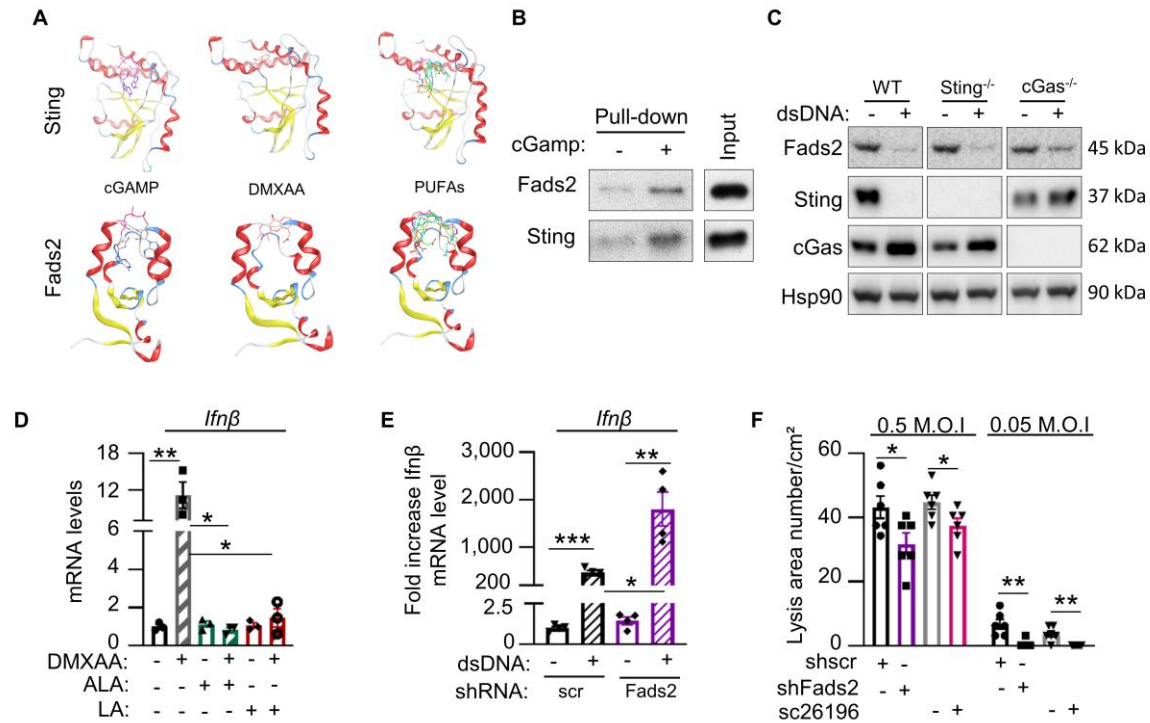 A
Sting
cGAMP
DMXAA
PUFAs
Fads2
B
Pull-down
Input
cGamp:
-
+
Fads2
Sting
C
WT
Sting-/-
cGas-/-
dsDNA:
- + - + - +
Fads2
45 kDa
Sting
37 kDa
cGas
62 kDa
Hsp90
90 kDa
D
Ifnβ
mRNA levels
18
12
6
2
1
0
**
*
*
DMXAA: - + - + - +
ALA: - - + + - -
LA: - - - - + +
E
Ifnβ
Fold increase Ifnβ
mRNA level
3,000
2,000
1,000
200
2.5
0
***
**
*
*
dsDNA: - + - +
shRNA: scr Fads2
F
0.5 M.O.I
0.05 M.O.I
Lysis area number/cm²
60
40
20
0
*
*
**
**
shscr + - + -
shFads2 - + - +
sc26196 - + - +